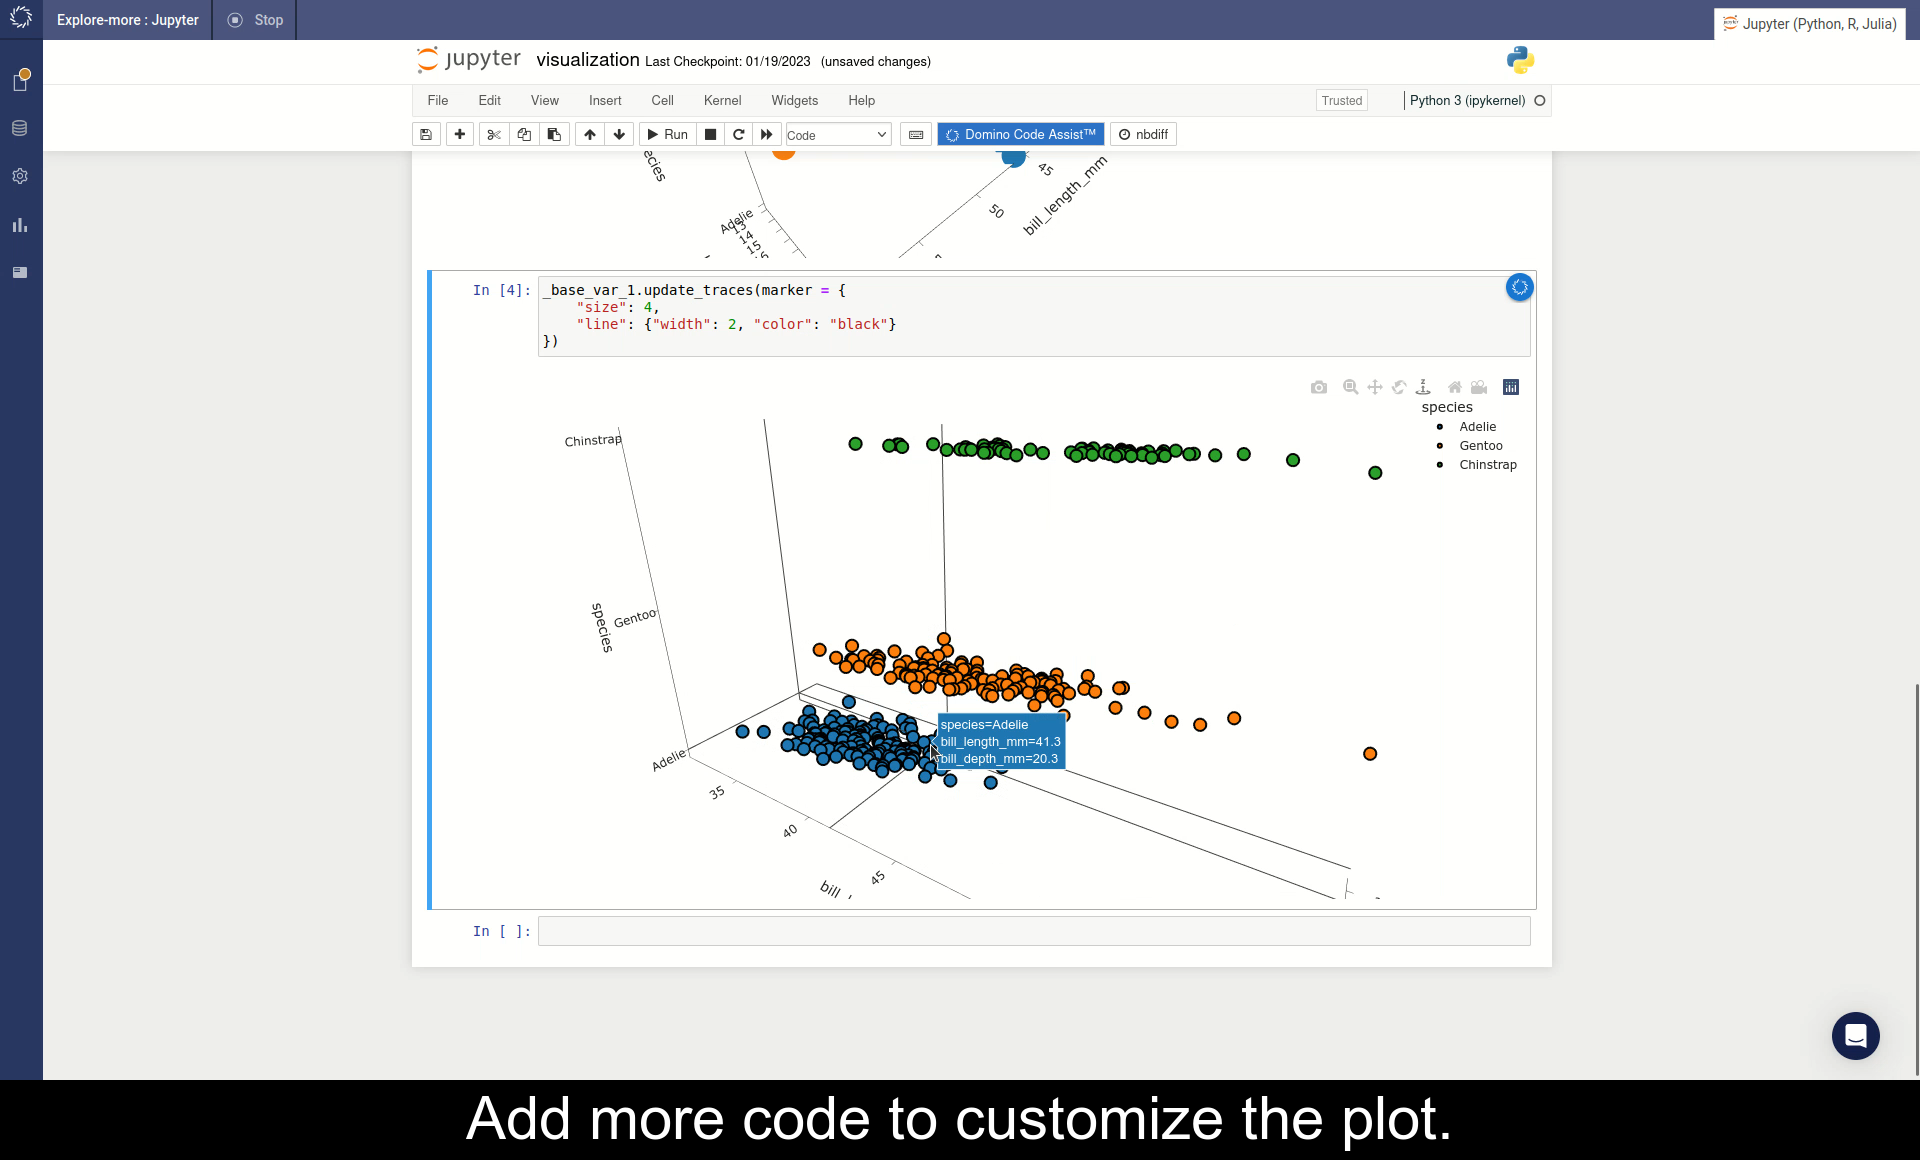 Explore-more : Jupyter
Stop
Jupyter (Python, R, Julia)
jupyter visualization Last Checkpoint: 01/19/2023 (unsaved changes)
File Edit View Insert Cell Kernel Widgets Help
Trusted
Python 3 (ipykernel)
Run
Code
Domino Code Assist™
nbdiff
ecies
Adelie
13
14
15
45
50
bill_length_mm
In [4]:
_base_var_1.update_traces(marker = {
"size": 4,
"line": {"width": 2, "color": "black"}
})
species
Adelie
Gentoo
Chinstrap
Chinstrap
species
Gentoo
Adelie
species=Adelie
bill_length_mm=41.3
bill_depth_mm=20.3
35
40
45
bill_
In [ ]:
Add more code to customize the plot.